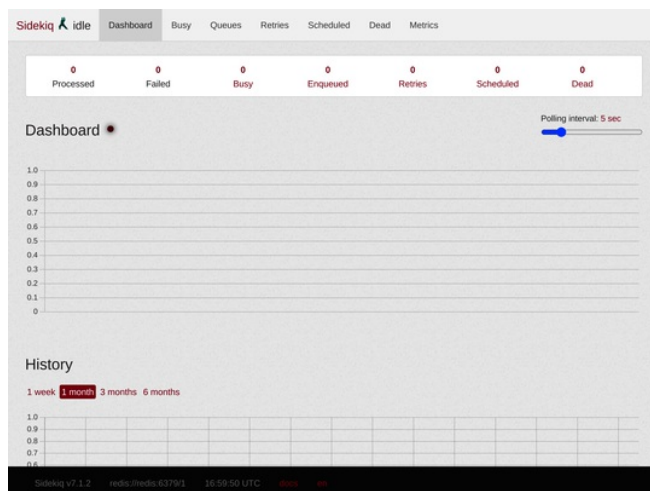 Sidekiq idle Dashboard Busy Queues Retries Scheduled Dead Metrics
0 0 0 0 0 0 0
Processed Failed Busy Enqueued Retries Scheduled Dead
Polling interval: 5 sec
Dashboard
1.0
0.9
0.8
0.7
0.6
0.5
0.4
0.3
0.2
0.1
0
History
1 week 1 month 3 months 6 months
1.0
0.9
0.8
0.7
0.6
Sidekiq v7.1.2 redis://redis:6379/1 16:59:50 UTC docs en